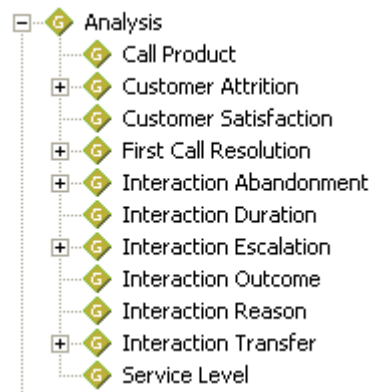 Analysis
Call Product
Customer Attrition
Customer Satisfaction
First Call Resolution
Interaction Abandonment
Interaction Duration
Interaction Escalation
Interaction Outcome
Interaction Reason
Interaction Transfer
Service Level